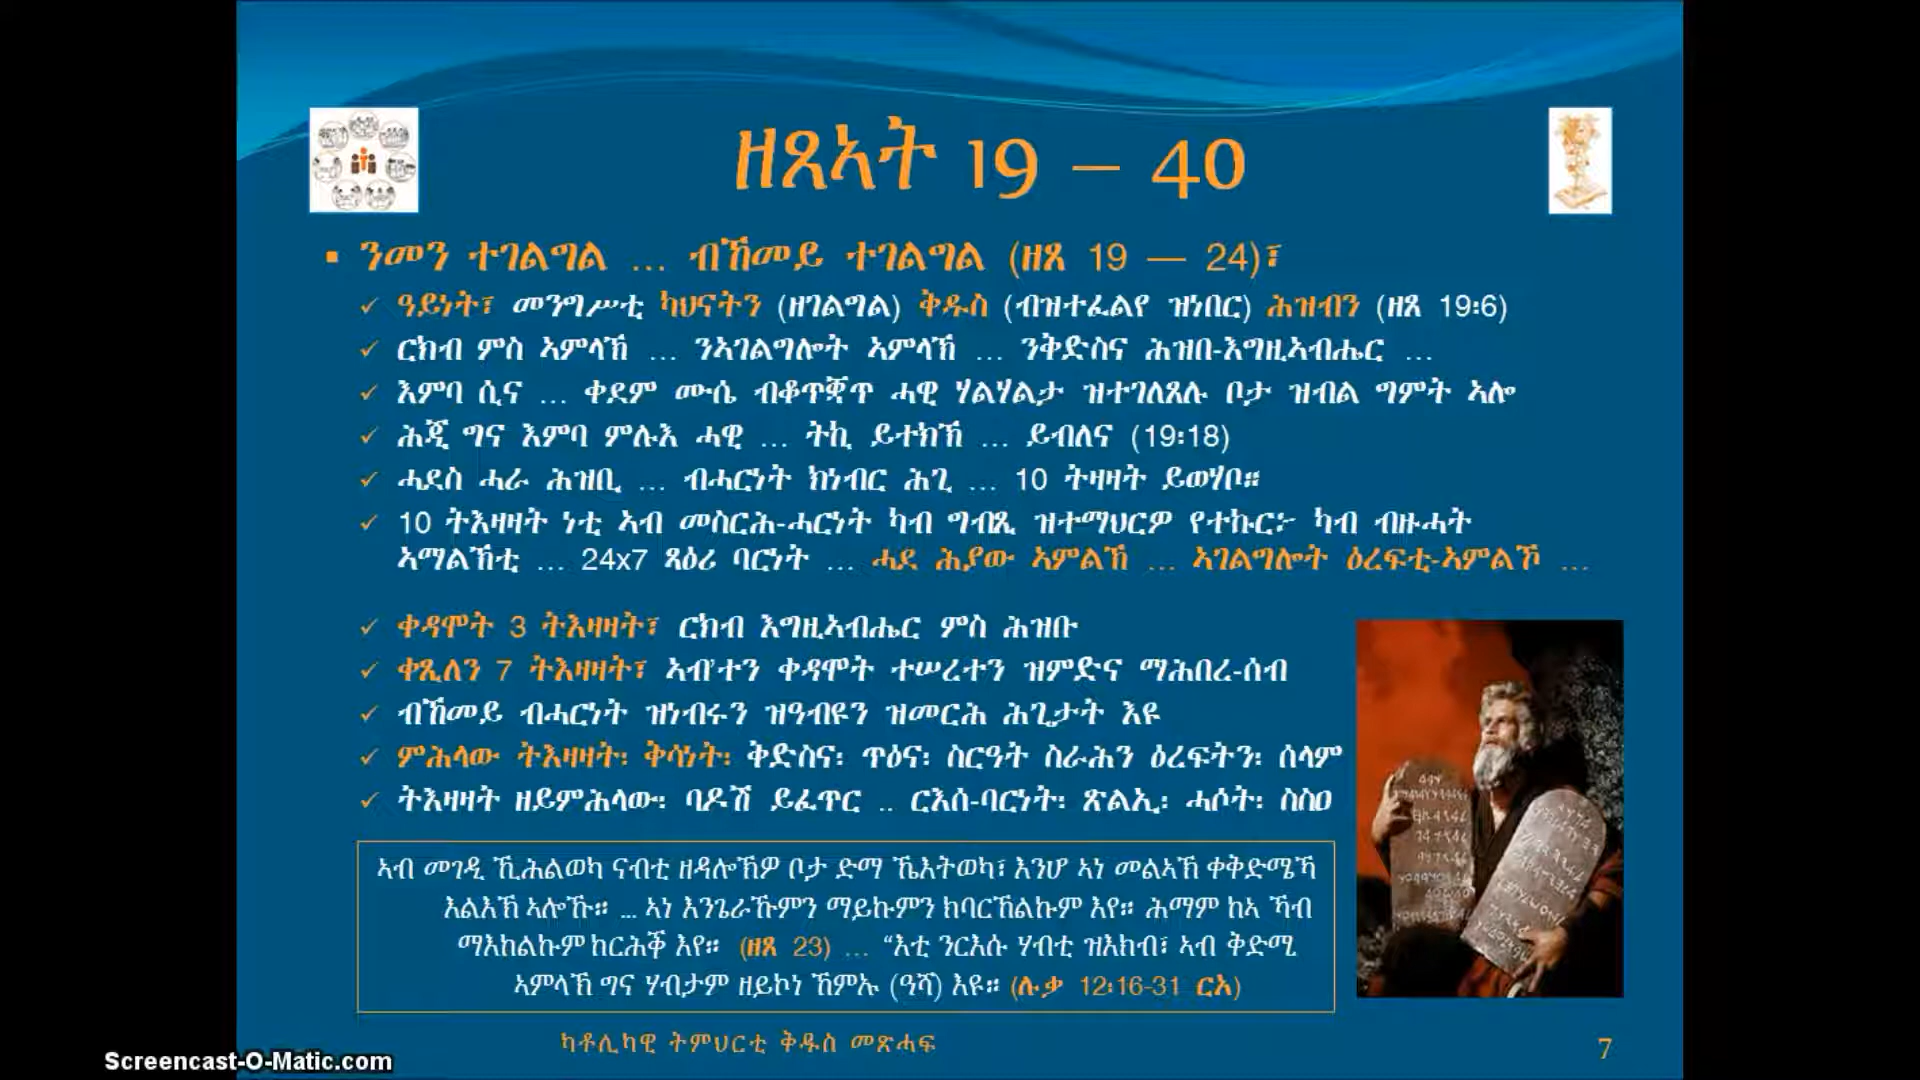 ዘጸኣት 19 – 40
ንመን ተገልግል ... ብኸመይ ተገልግል (ዘጸ 19 — 24)፧
ዓይነት፣ መንግሥቲ ካህናትን (ዘገልግል) ቅዱስ (ብዝተፈልየ ዝነበር) ሕዝብን (ዘጸ 19፡6)
ርክብ ምስ ኣምላኽ ... ንኣገልግሎት ኣምላኽ ... ንቅድስና ሕዝበ-እግዚኣብሔር ...
እምባ ሲና ... ቀደም ሙሴ ብቆጥቋጥ ሓዊ ሃልሃልታ ዝተገለጸሉ ቦታ ዝብል ግምት ኣሎ
ሕጂ ግና እምባ ምሉእ ሓዊ ... ትኪ ይተክኽ ... ይብለና (19፡18)
ሓደስ ሓራ ሕዝቢ ... ብሓርነት ክነብር ሕጊ ... 10 ትዛዛት ይወሃቦ።
10 ትእዛዛት ነቲ ኣብ መስርሕ-ሓርነት ካብ ግብጺ ዝተማህርዎ የተኩር፦ ካብ ብዙሓት
ኣማልኽቲ ... 24x7 ጻዕሪ ባርነት ... ሓደ ሕያው ኣምልኽ ... ኣገልግሎት ዕረፍቲ-ኣምልኾ ...
ቀዳሞት 3 ትእዛዛት፣ ርክብ እግዚኣብሔር ምስ ሕዝቡ
ቀጺለን 7 ትእዛዛት፣ ኣብ'ተን ቀዳሞት ተሠረተን ዝምድና ማሕበረ-ሰብ
ብኸመይ ብሓርነት ዝነብሩን ዝዓብዩን ዝመርሕ ሕጊታት እዩ
ምሕላው ትእዛዛት፡ ቅሳነት፡ ቅድስና፡ ጥዕና፡ ስርዓት ስራሕን ዕረፍትን፡ ሰላም
ትእዛዛት ዘይምሕላው፡ ባዶሽ ይፈጥር .. ርእሰ-ባርነት፡ ጽልኢ፡ ሓሶት፡ ስስዐ
ኣብ መገዲ ኺሕልወካ ናብቲ ዘዳሎኽዎ ቦታ ድማ ኼእትወካ፣ እንሆ ኣነ መልኣኽ ቀቅድሜኻ
እልእኽ ኣሎኹ። ... ኣነ እንጌራኹምን ማይኩምን ክባርኸልኩም እየ። ሕማም ከኣ ኻብ
ማእከልኩም ከርሕቾ እየ። (ዘጸ 23) ... “እቲ ንርእሱ ሃብቲ ዝእክብ፣ ኣብ ቅድሚ
ኣምላኽ ግና ሃብታም ዘይኮነ ኸምኡ (ዓሻ) እዩ። (ሉቃ 12፡16-31 ርአ)
ካቶሊካዊ ትምህርቲ ቅዱስ መጽሓፍ
7
Screencast-O-Matic.com